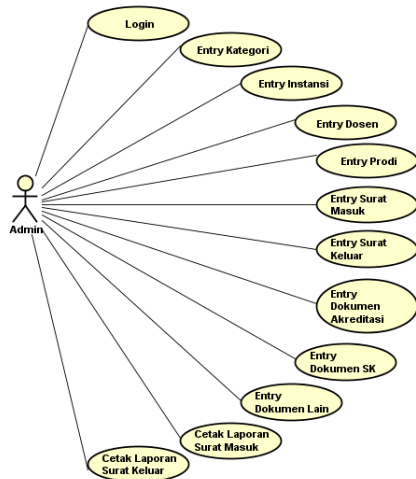 Login
Entry Kategori
Entry Instansi
Entry Dosen
Entry Prodi
Admin
Entry Surat
Masuk
Entry Surat
Keluar
Entry
Dokumen
Akreditasi
Entry
Dokumen SK
Entry
Dokumen Lain
Cetak Laporan
Surat Masuk
Cetak Laporan
Surat Keluar